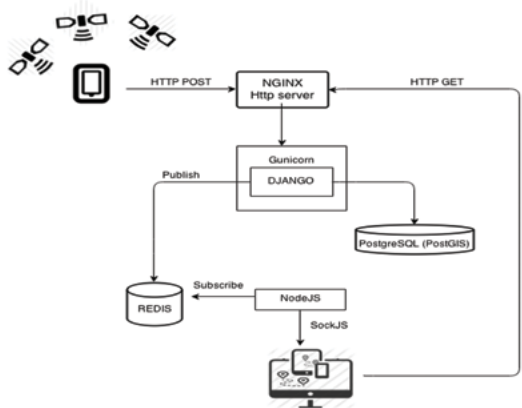 HTTP POST
NGINX
Http server
HTTP GET
Gunicorn
DJANGO
Publish
PostgreSQL (PostGIS)
Subscribe
NodeJS
REDIS
SockJS